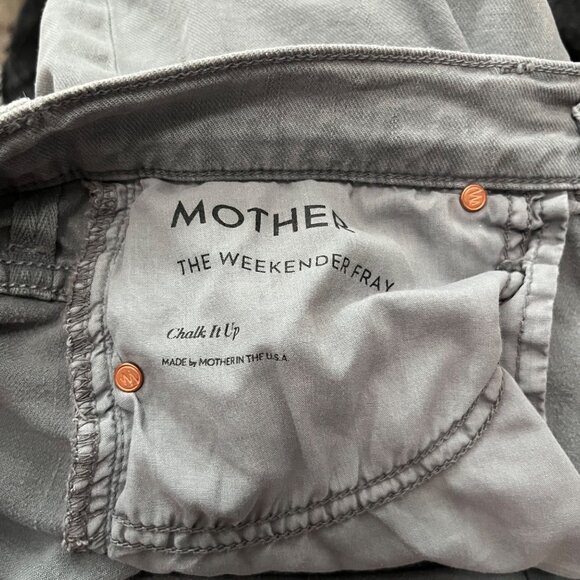 MOTHER
THE WEEKENDER FRAY
Chalk It Up
MADE by MOTHER IN THE U.S.A.